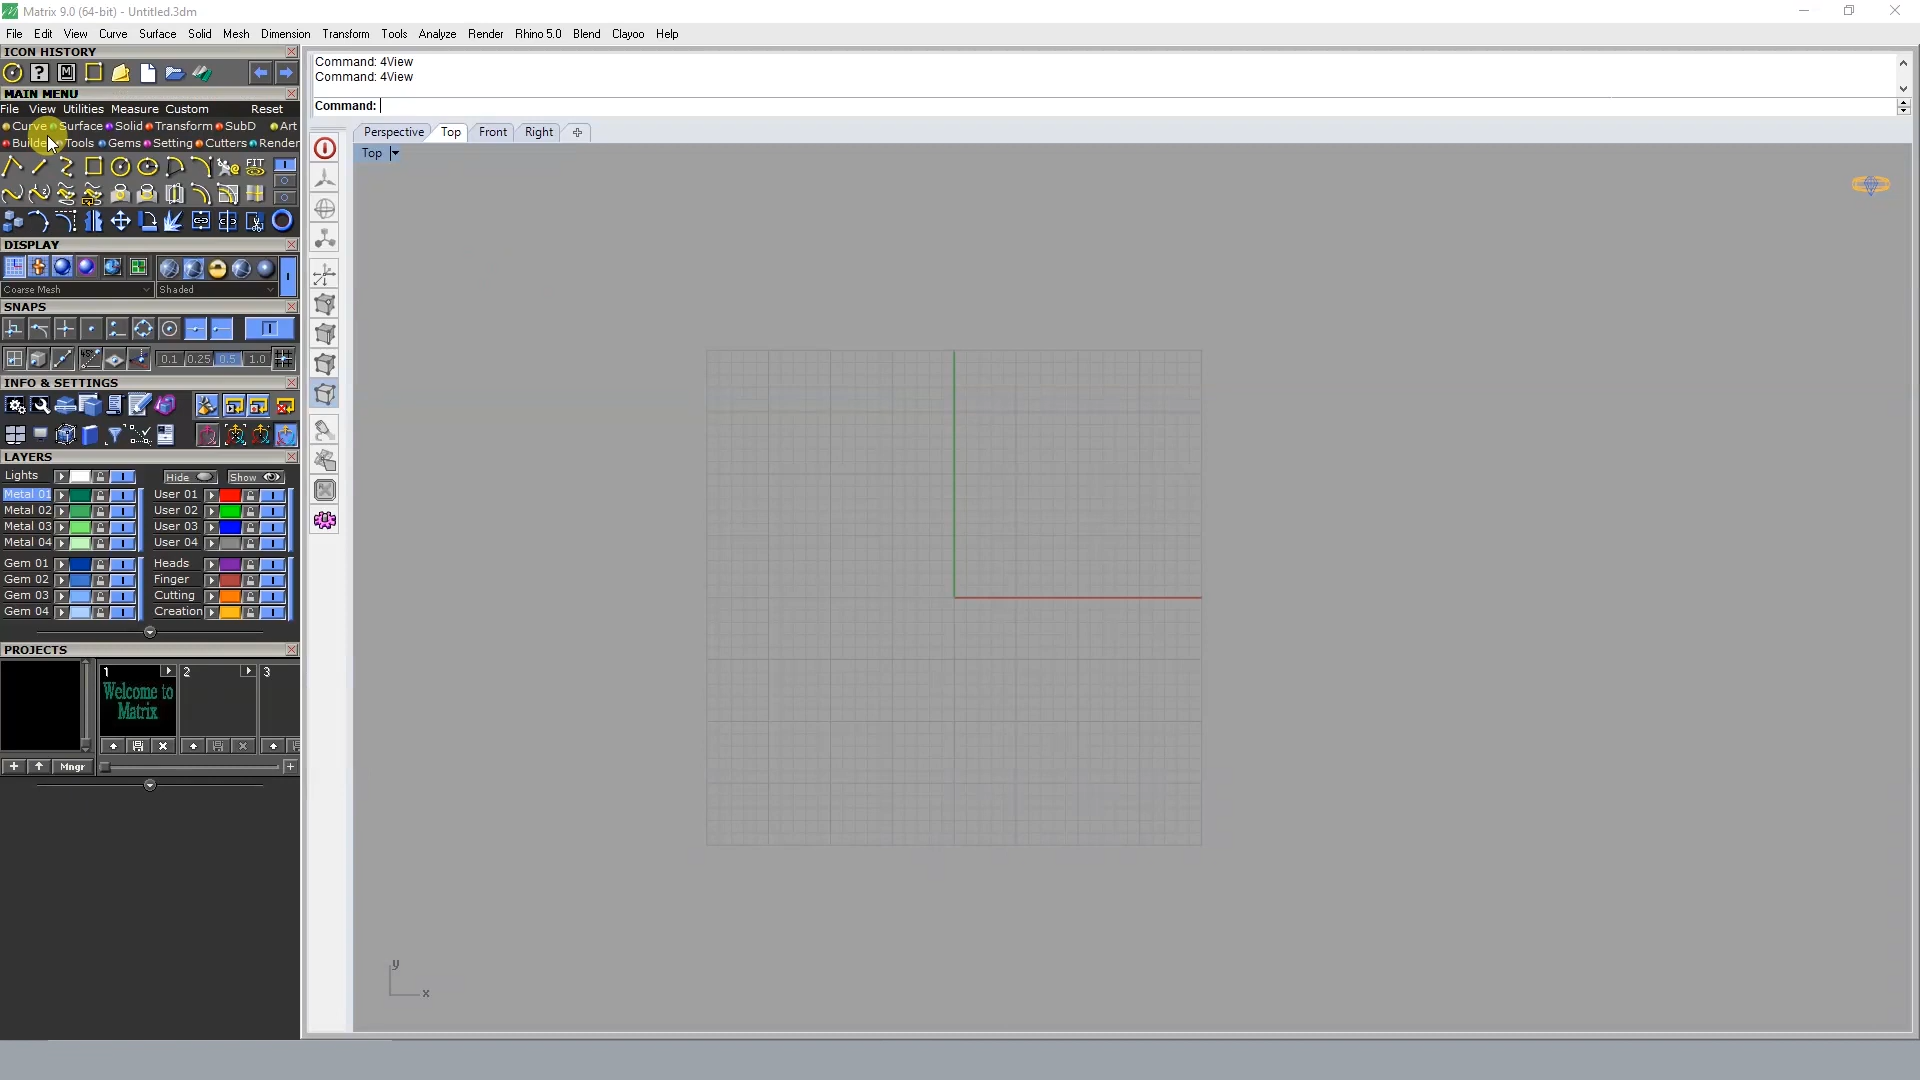 Matrix 9.0 (64-bit) - Untitled.3dm
File Edit View Curve Surface Solid Mesh Dimension Transform Tools Analyze Render Rhino 5.0 Blend Clayoo Help
ICON HISTORY
MAIN MENU
File View Utilities Measure Custom Reset
Curve Surface Solid Transform SubD Art
Builde Tools Gems Setting Cutters Render
FIT
DISPLAY
Coarse Mesh Shaded
SNAPS
0.1 0.25 0.5 1.0
INFO & SETTINGS
LAYERS
Lights Hide Show
Metal 01 User 01
Metal 02 User 02
Metal 03 User 03
Metal 04 User 04
Gem 01 Heads
Gem 02 Finger
Gem 03 Cutting
Gem 04 Creation
PROJECTS
1 2 3
Welcome to
Matrix
Mngr
Command: 4View
Command: 4View
Command:
Perspective Top Front Right
Top
y
x